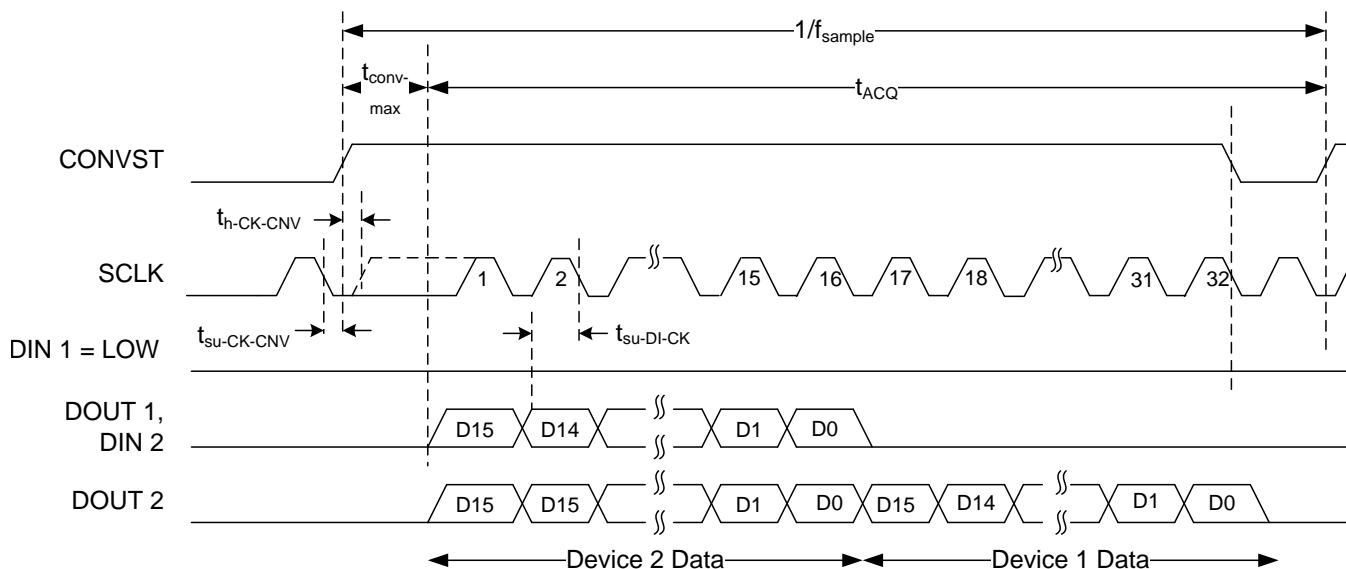 1/fsample
tconv-
max
tACQ
CONVST
th-CK-CNV
SCLK
1 2 15 16 17 18 31 32
tsu-CK-CNV
tsu-DI-CK
DIN 1 = LOW
DOUT 1,
DIN 2
D15 D14 D1 D0
DOUT 2
D15 D15 D1 D0 D15 D14 D1 D0
Device 2 Data Device 1 Data